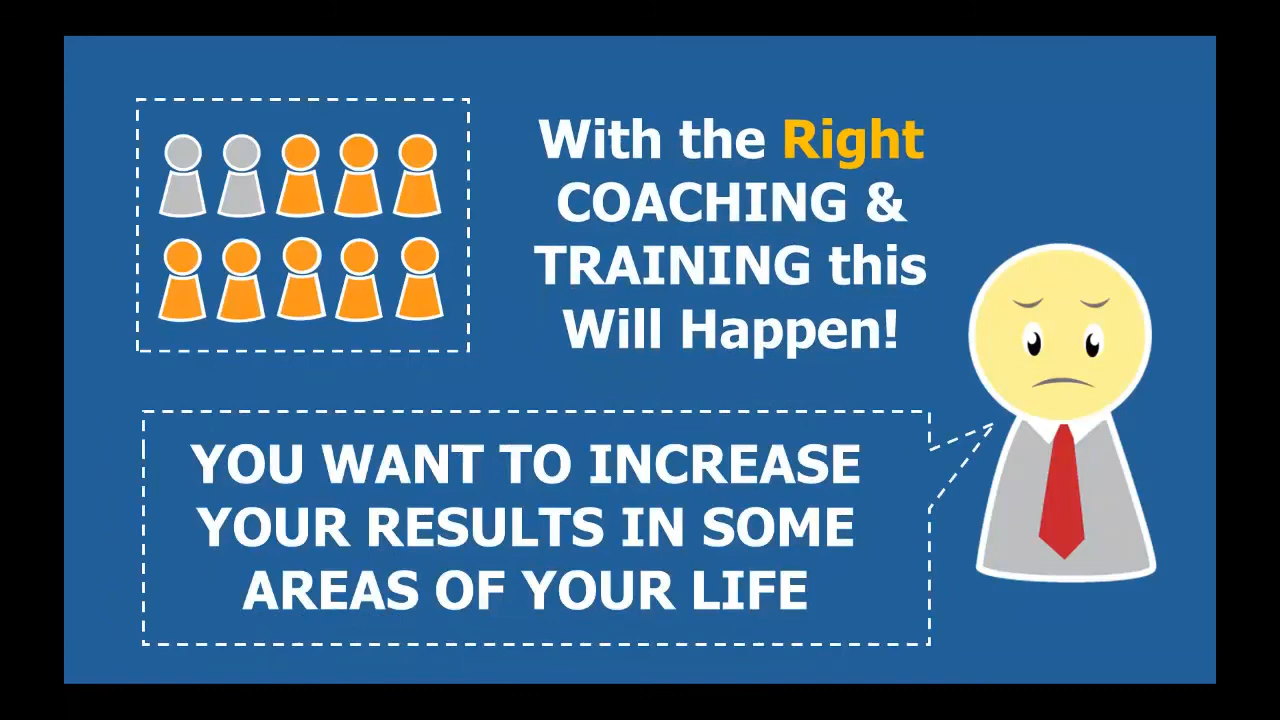 With the Right
COACHING &
TRAINING this
Will Happen!
YOU WANT TO INCREASE
YOUR RESULTS IN SOME
AREAS OF YOUR LIFE